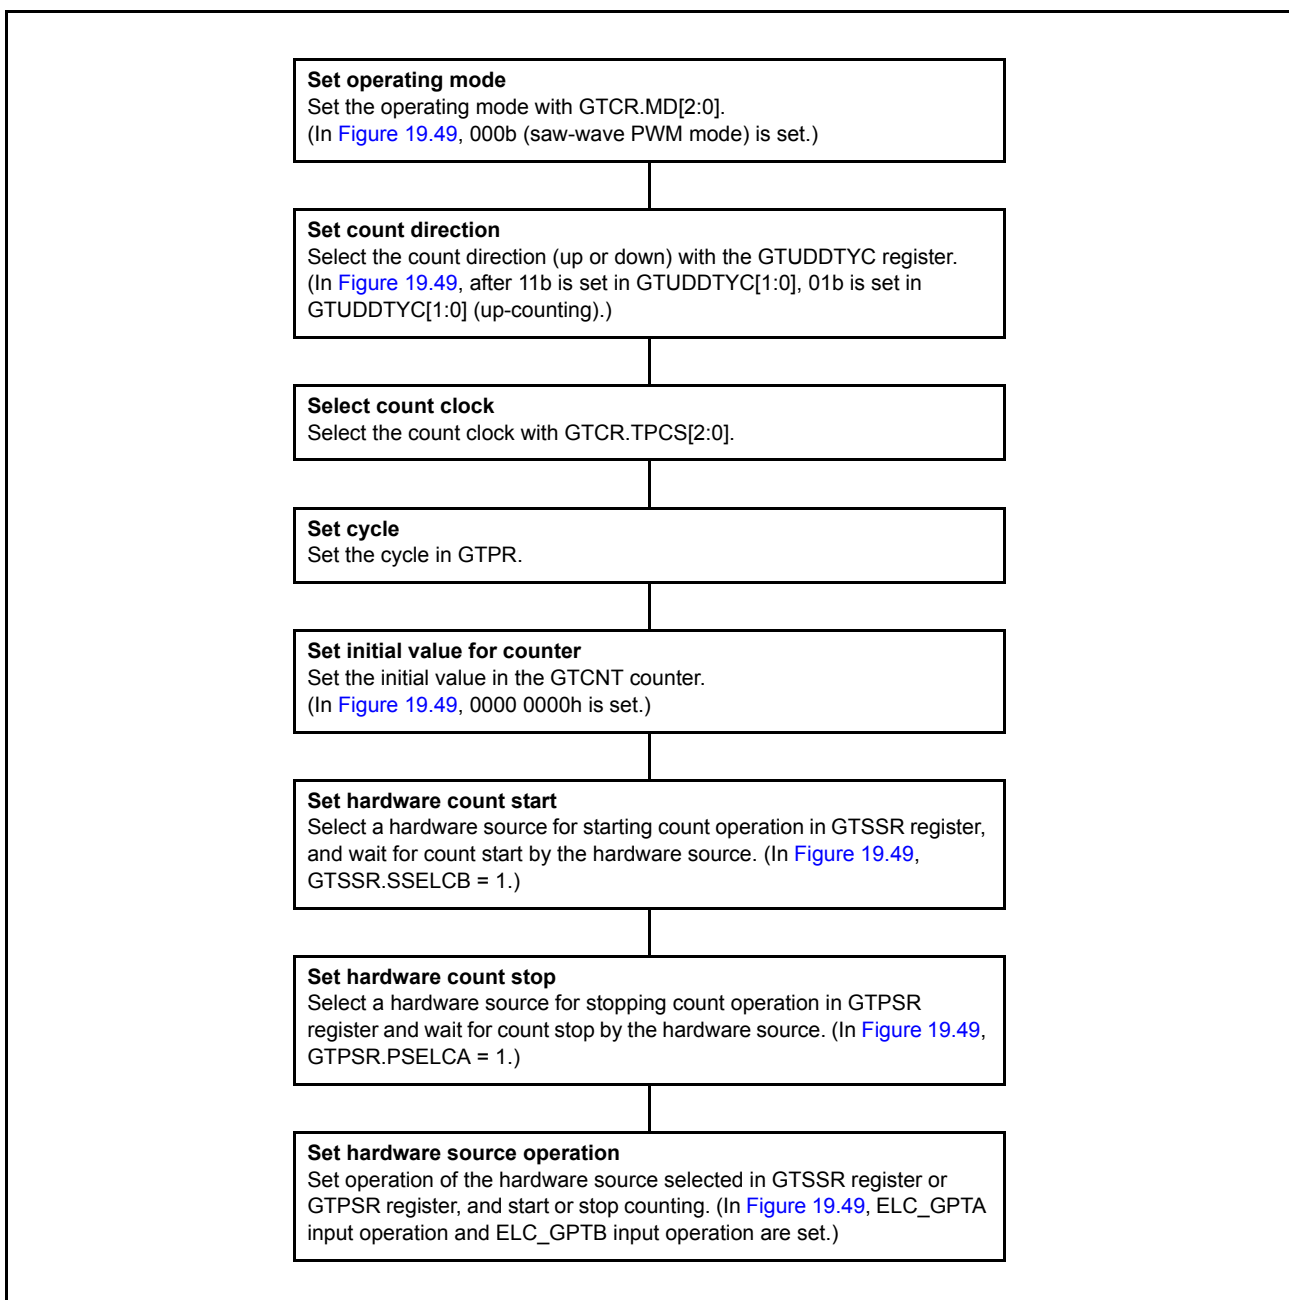 Set operating mode
Set the operating mode with GTCR.MD[2:0].
(In Figure 19.49, 000b (saw-wave PWM mode) is set.)
Set count direction
Select the count direction (up or down) with the GTUDDTYC register.
(In Figure 19.49, after 11b is set in GTUDDTYC[1:0], 01b is set in
GTUDDTYC[1:0] (up-counting).)
Select count clock
Select the count clock with GTCR.TPCS[2:0].
Set cycle
Set the cycle in GTPR.
Set initial value for counter
Set the initial value in the GTCNT counter.
(In Figure 19.49, 0000 0000h is set.)
Set hardware count start
Select a hardware source for starting count operation in GTSSR register,
and wait for count start by the hardware source. (In Figure 19.49,
GTSSR.SSELCB = 1.)
Set hardware count stop
Select a hardware source for stopping count operation in GTPSR
register and wait for count stop by the hardware source. (In Figure 19.49,
GTPSR.PSELCA = 1.)
Set hardware source operation
Set operation of the hardware source selected in GTSSR register or
GTPSR register, and start or stop counting. (In Figure 19.49, ELC_GPTA
input operation and ELC_GPTB input operation are set.)